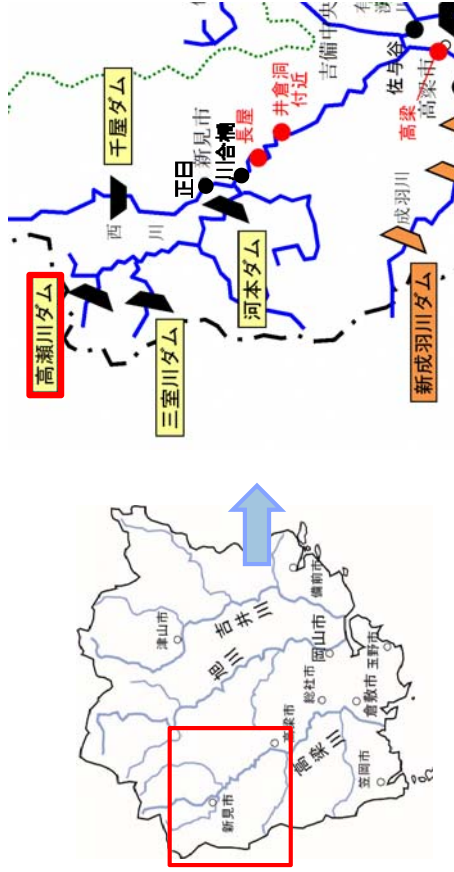 津山市
吉井川
旭川
備前市
岡山市
玉野市
総社市
倉敷市
高梁市
高梁川
新見市
笠岡市
高瀬川ダム
千屋ダム
三室川ダム
西川
新見市
川合橋
長屋
井倉洞
付近
河本ダム
吉備中央
有
佐与谷
高梁市
高梁
成羽川
新成羽川ダム